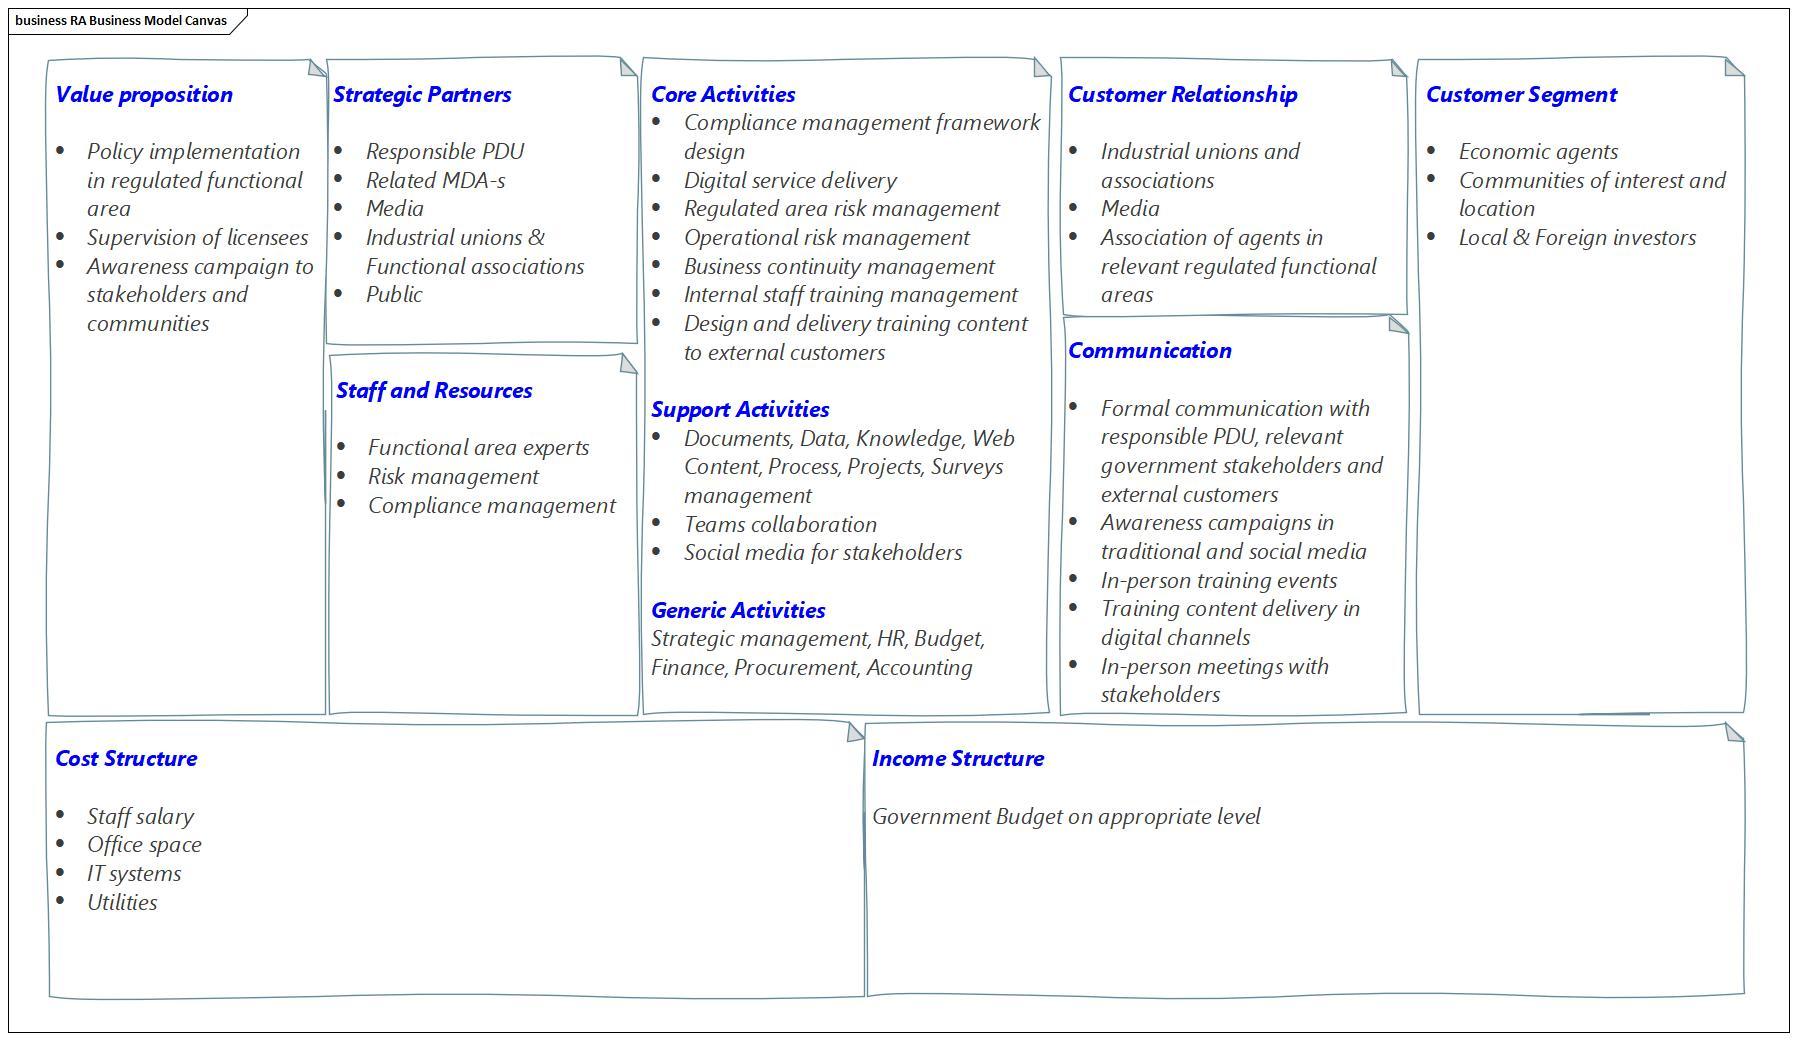 business RA Business Model Canvas
Value proposition
• Policy implementation
in regulated functional
area
• Supervision of licensees
• Awareness campaign to
stakeholders and
communities
Strategic Partners
• Responsible PDU
• Related MDA-s
• Media
• Industrial unions &
Functional associations
• Public
Staff and Resources
• Functional area experts
• Risk management
• Compliance management
Core Activities
• Compliance management framework
design
• Digital service delivery
• Regulated area risk management
• Operational risk management
• Business continuity management
• Internal staff training management
• Design and delivery training content
to external customers
Support Activities
• Documents, Data, Knowledge, Web
Content, Process, Projects, Surveys
management
• Teams collaboration
• Social media for stakeholders
Generic Activities
Strategic management, HR, Budget,
Finance, Procurement, Accounting
Customer Relationship
• Industrial unions and
associations
• Media
• Association of agents in
relevant regulated functional
areas
Communication
• Formal communication with
responsible PDU, relevant
government stakeholders and
external customers
• Awareness campaigns in
traditional and social media
• In-person training events
• Training content delivery in
digital channels
• In-person meetings with
stakeholders
Customer Segment
• Economic agents
• Communities of interest and
location
• Local & Foreign investors
Cost Structure
• Staff salary
• Office space
• IT systems
• Utilities
Income Structure
Government Budget on appropriate level